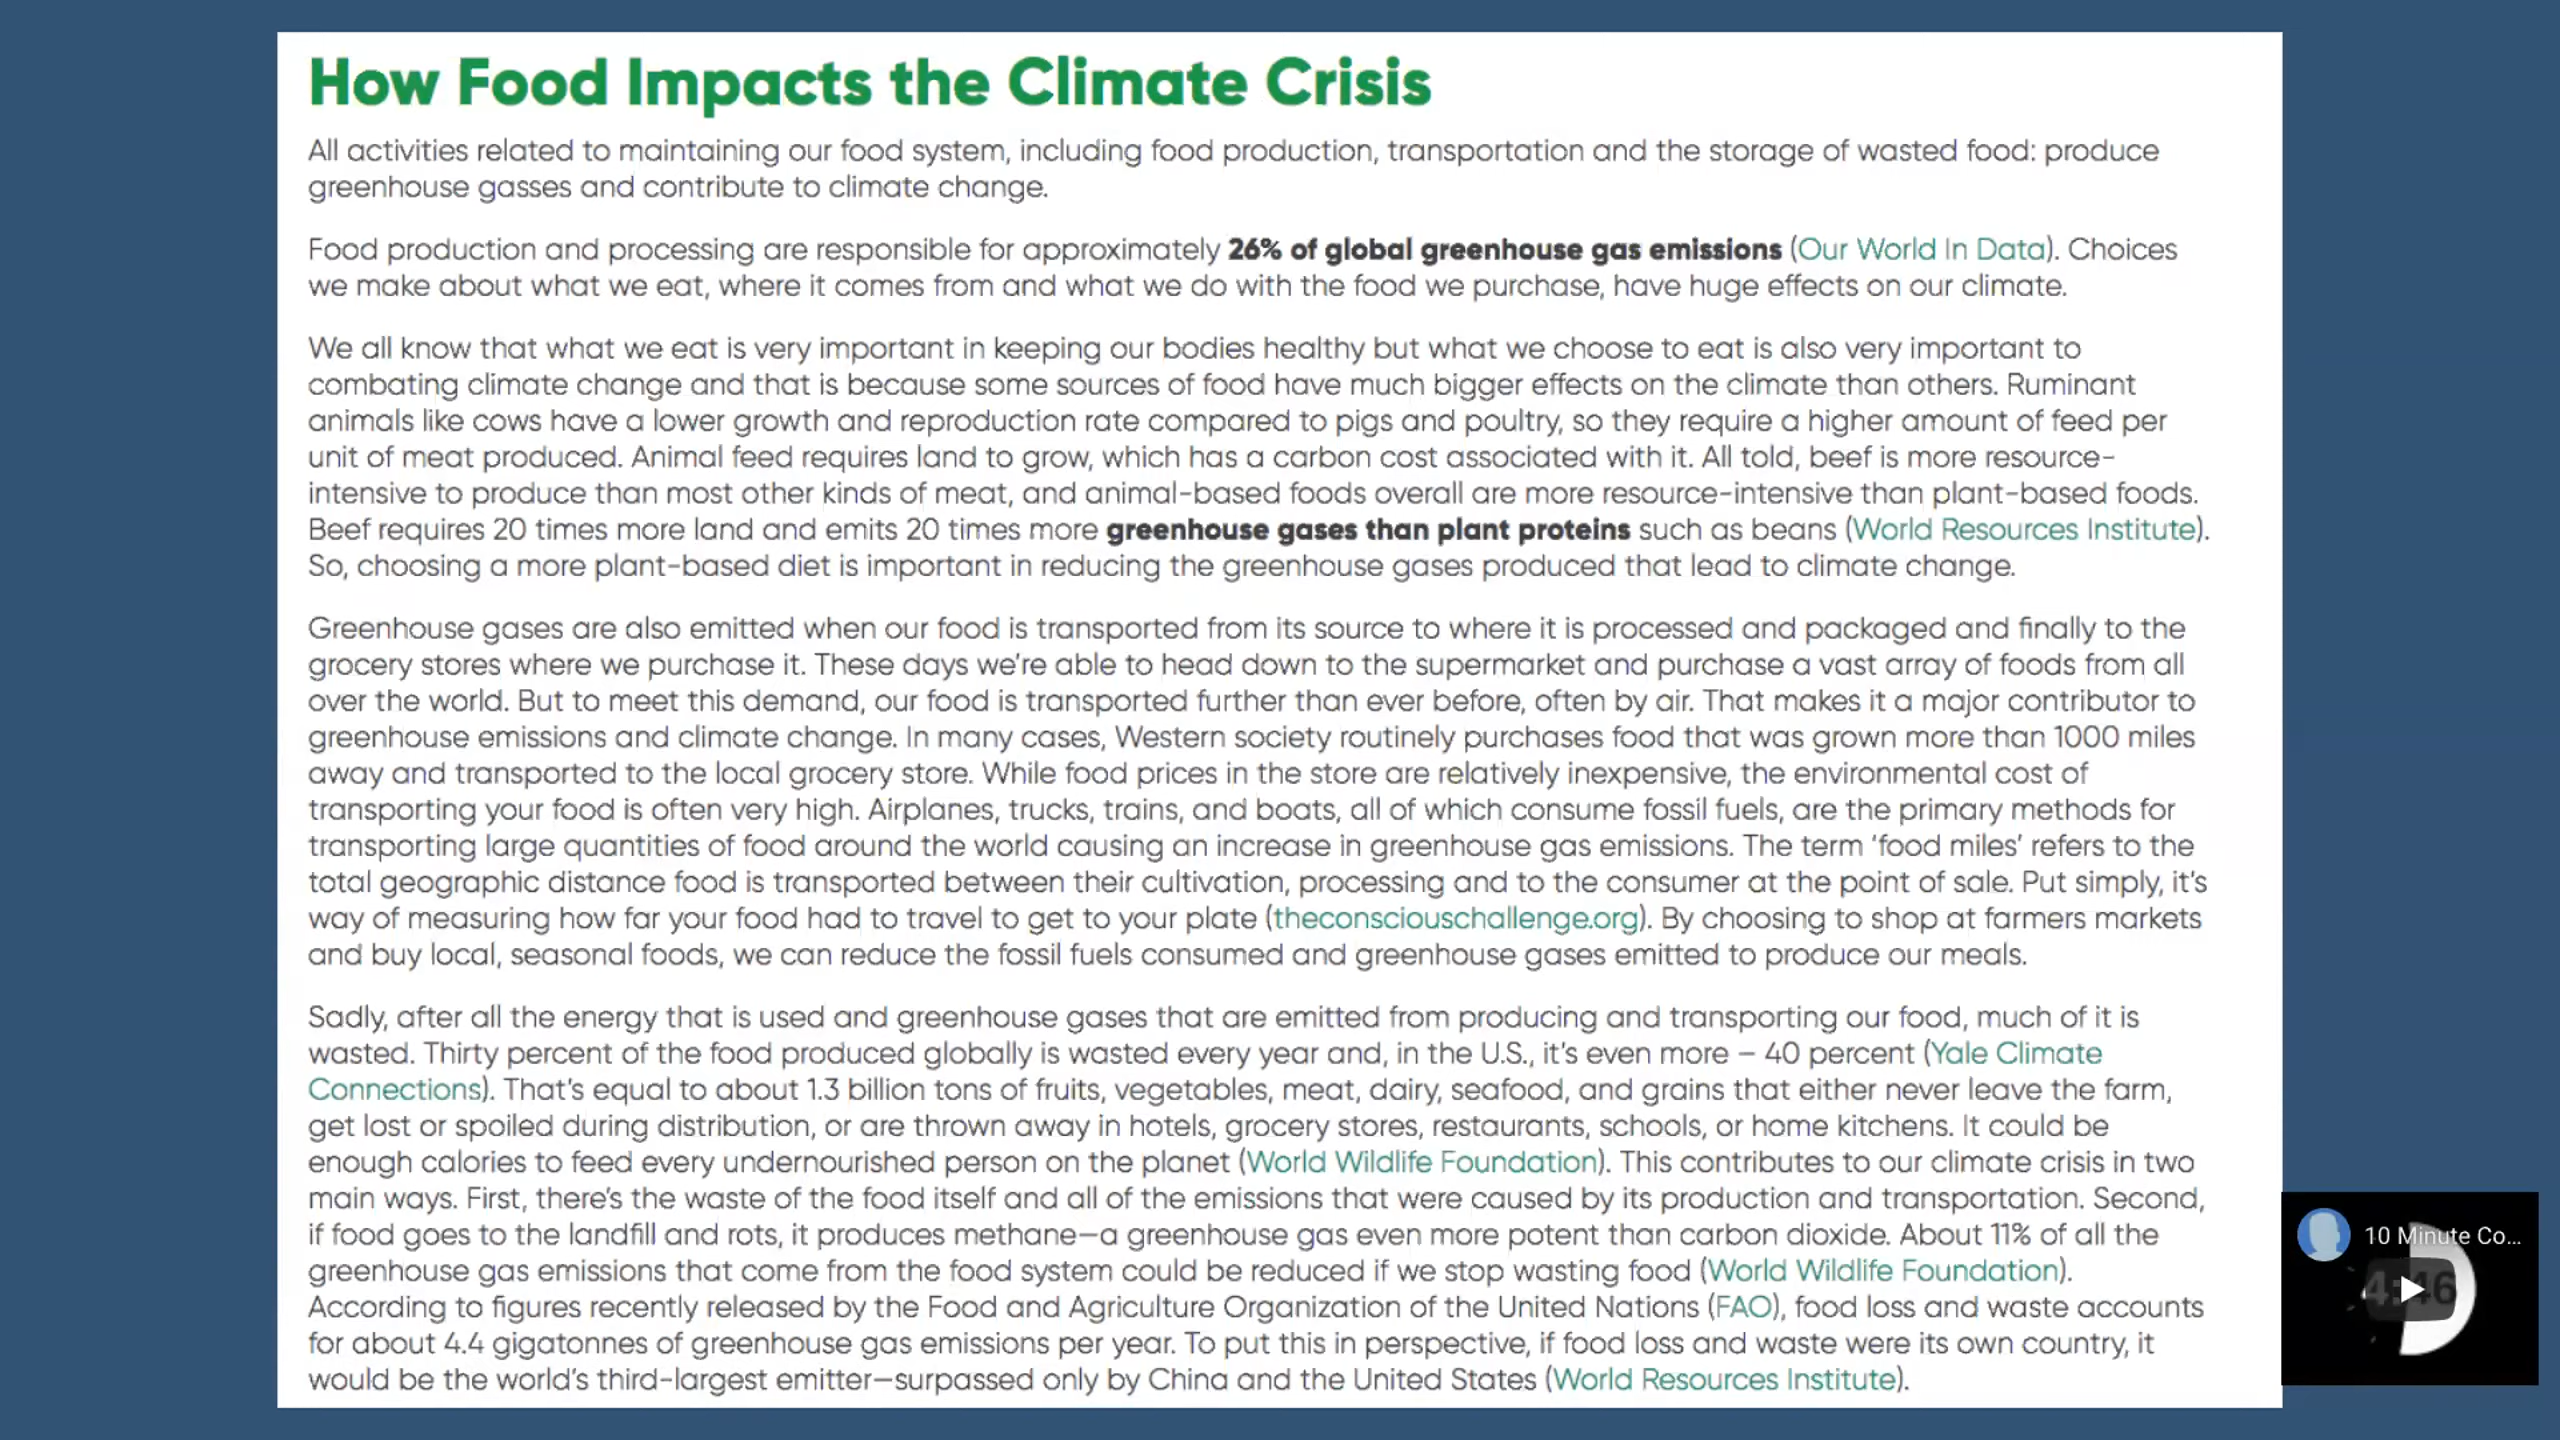 How Food Impacts the Climate Crisis
All activities related to maintaining our food system, including food production, transportation and the storage of wasted food: produce
greenhouse gasses and contribute to climate change.
Food production and processing are responsible for approximately 26% of global greenhouse gas emissions (Our World In Data). Choices
we make about what we eat, where it comes from and what we do with the food we purchase, have huge effects on our climate.
We all know that what we eat is very important in keeping our bodies healthy but what we choose to eat is also very important to
combating climate change and that is because some sources of food have much bigger effects on the climate than others. Ruminant
animals like cows have a lower growth and reproduction rate compared to pigs and poultry, so they require a higher amount of feed per
unit of meat produced. Animal feed requires land to grow, which has a carbon cost associated with it. All told, beef is more resource-
intensive to produce than most other kinds of meat, and animal-based foods overall are more resource-intensive than plant-based foods.
Beef requires 20 times more land and emits 20 times more greenhouse gases than plant proteins such as beans (World Resources Institute).
So, choosing a more plant-based diet is important in reducing the greenhouse gases produced that lead to climate change.
Greenhouse gases are also emitted when our food is transported from its source to where it is processed and packaged and finally to the
grocery stores where we purchase it. These days we're able to head down to the supermarket and purchase a vast array of foods from all
over the world. But to meet this demand, our food is transported further than ever before, often by air. That makes it a major contributor to
greenhouse emissions and climate change. In many cases, Western society routinely purchases food that was grown more than 1000 miles
away and transported to the local grocery store. While food prices in the store are relatively inexpensive, the environmental cost of
transporting your food is often very high. Airplanes, trucks, trains, and boats, all of which consume fossil fuels, are the primary methods for
transporting large quantities of food around the world causing an increase in greenhouse gas emissions. The term 'food miles' refers to the
total geographic distance food is transported between their cultivation, processing and to the consumer at the point of sale. Put simply, it's
way of measuring how far your food had to travel to get to your plate (theconsciouschallenge.org). By choosing to shop at farmers markets
and buy local, seasonal foods, we can reduce the fossil fuels consumed and greenhouse gases emitted to produce our meals.
Sadly, after all the energy that is used and greenhouse gases that are emitted from producing and transporting our food, much of it is
wasted. Thirty percent of the food produced globally is wasted every year and, in the U.S., it's even more – 40 percent (Yale Climate
Connections). That's equal to about 1.3 billion tons of fruits, vegetables, meat, dairy, seafood, and grains that either never leave the farm,
get lost or spoiled during distribution, or are thrown away in hotels, grocery stores, restaurants, schools, or home kitchens. It could be
enough calories to feed every undernourished person on the planet (World Wildlife Foundation). This contributes to our climate crisis in two
main ways. First, there's the waste of the food itself and all of the emissions that were caused by its production and transportation. Second,
if food goes to the landfill and rots, it produces methane—a greenhouse gas even more potent than carbon dioxide. About 11% of all the
greenhouse gas emissions that come from the food system could be reduced if we stop wasting food (World Wildlife Foundation).
According to figures recently released by the Food and Agriculture Organization of the United Nations (FAO), food loss and waste accounts
for about 4.4 gigatonnes of greenhouse gas emissions per year. To put this in perspective, if food loss and waste were its own country, it
would be the world's third-largest emitter—surpassed only by China and the United States (World Resources Institute).
10 Minute Co...